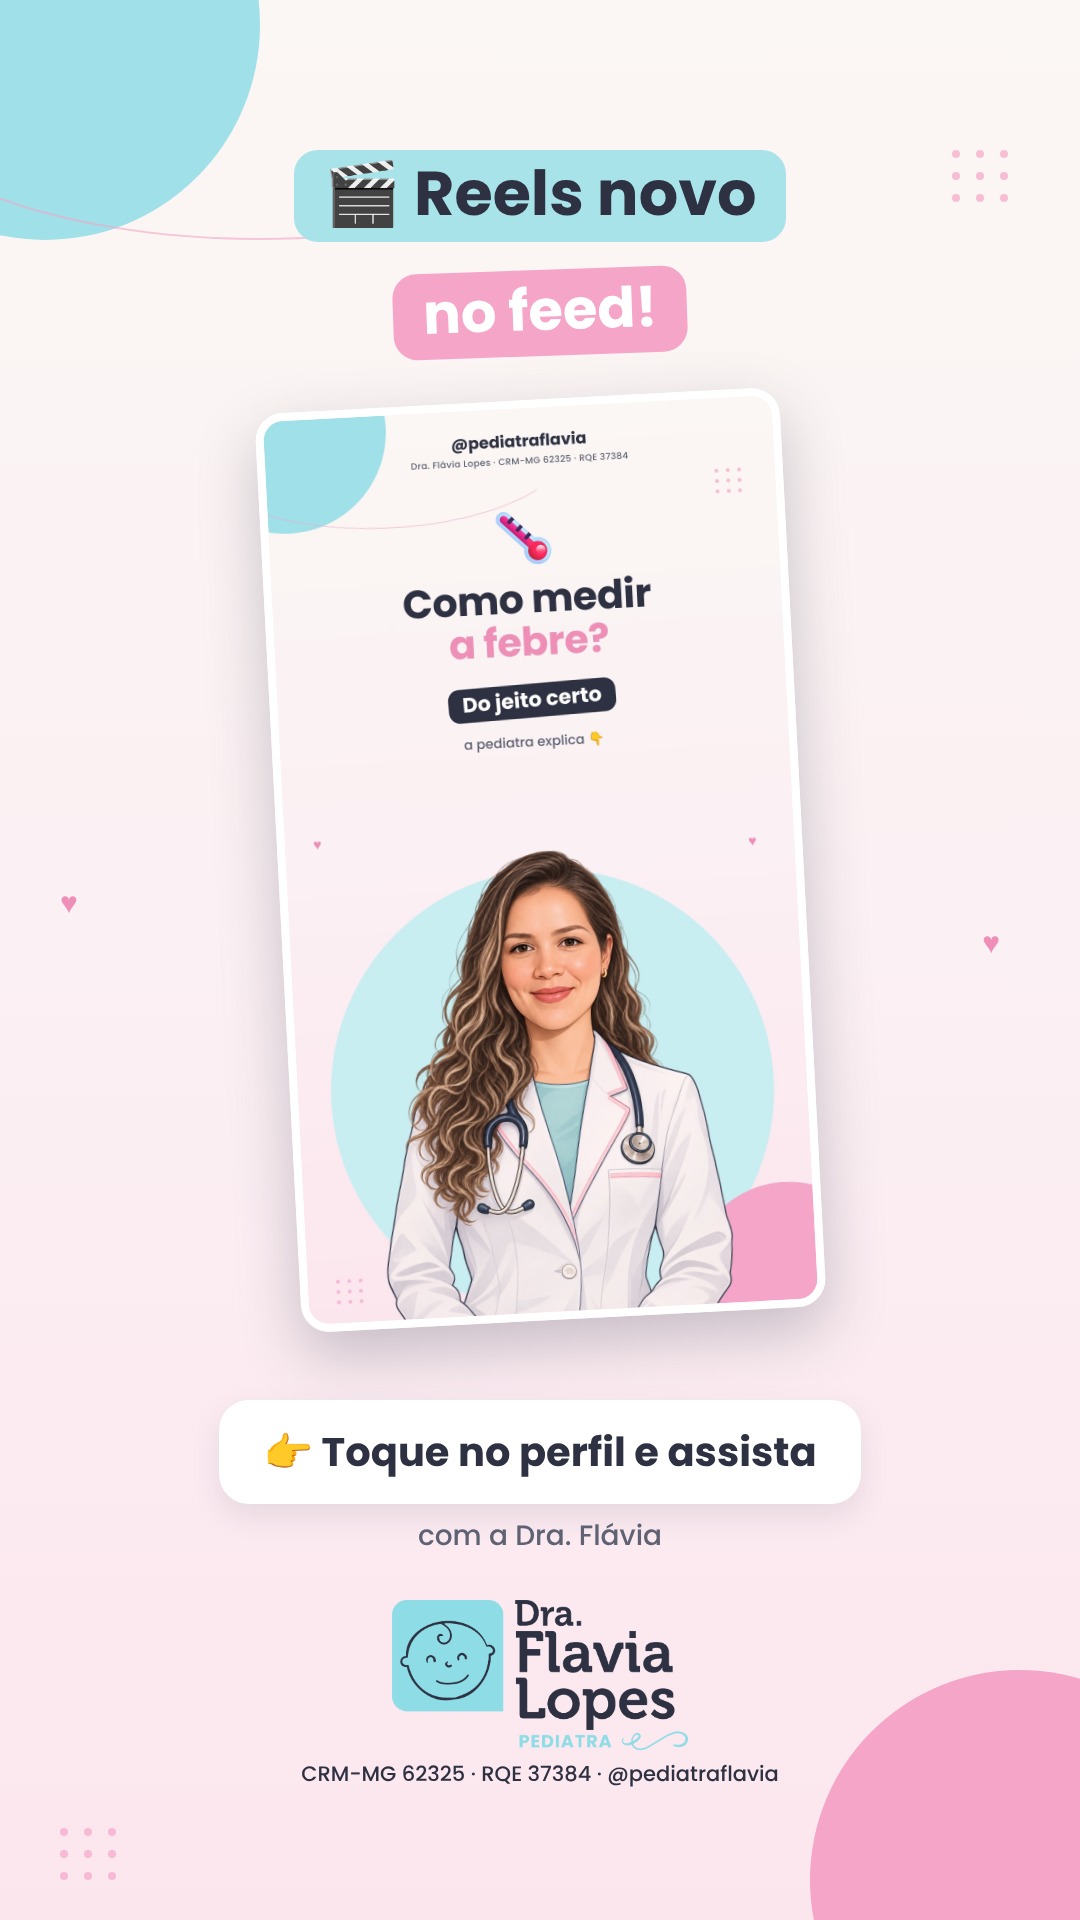 🎬 Reels novo
no feed!
@pediatraflavia
Dra. Flávia Lopes · CRM-MG 62325 · RQE 37384
Como medir
a febre?
Do jeito certo
a pediatra explica 👇
👉 Toque no perfil e assista
com a Dra. Flávia
Dra.
Flavia
Lopes
PEDIATRA
CRM-MG 62325 · RQE 37384 · @pediatraflavia